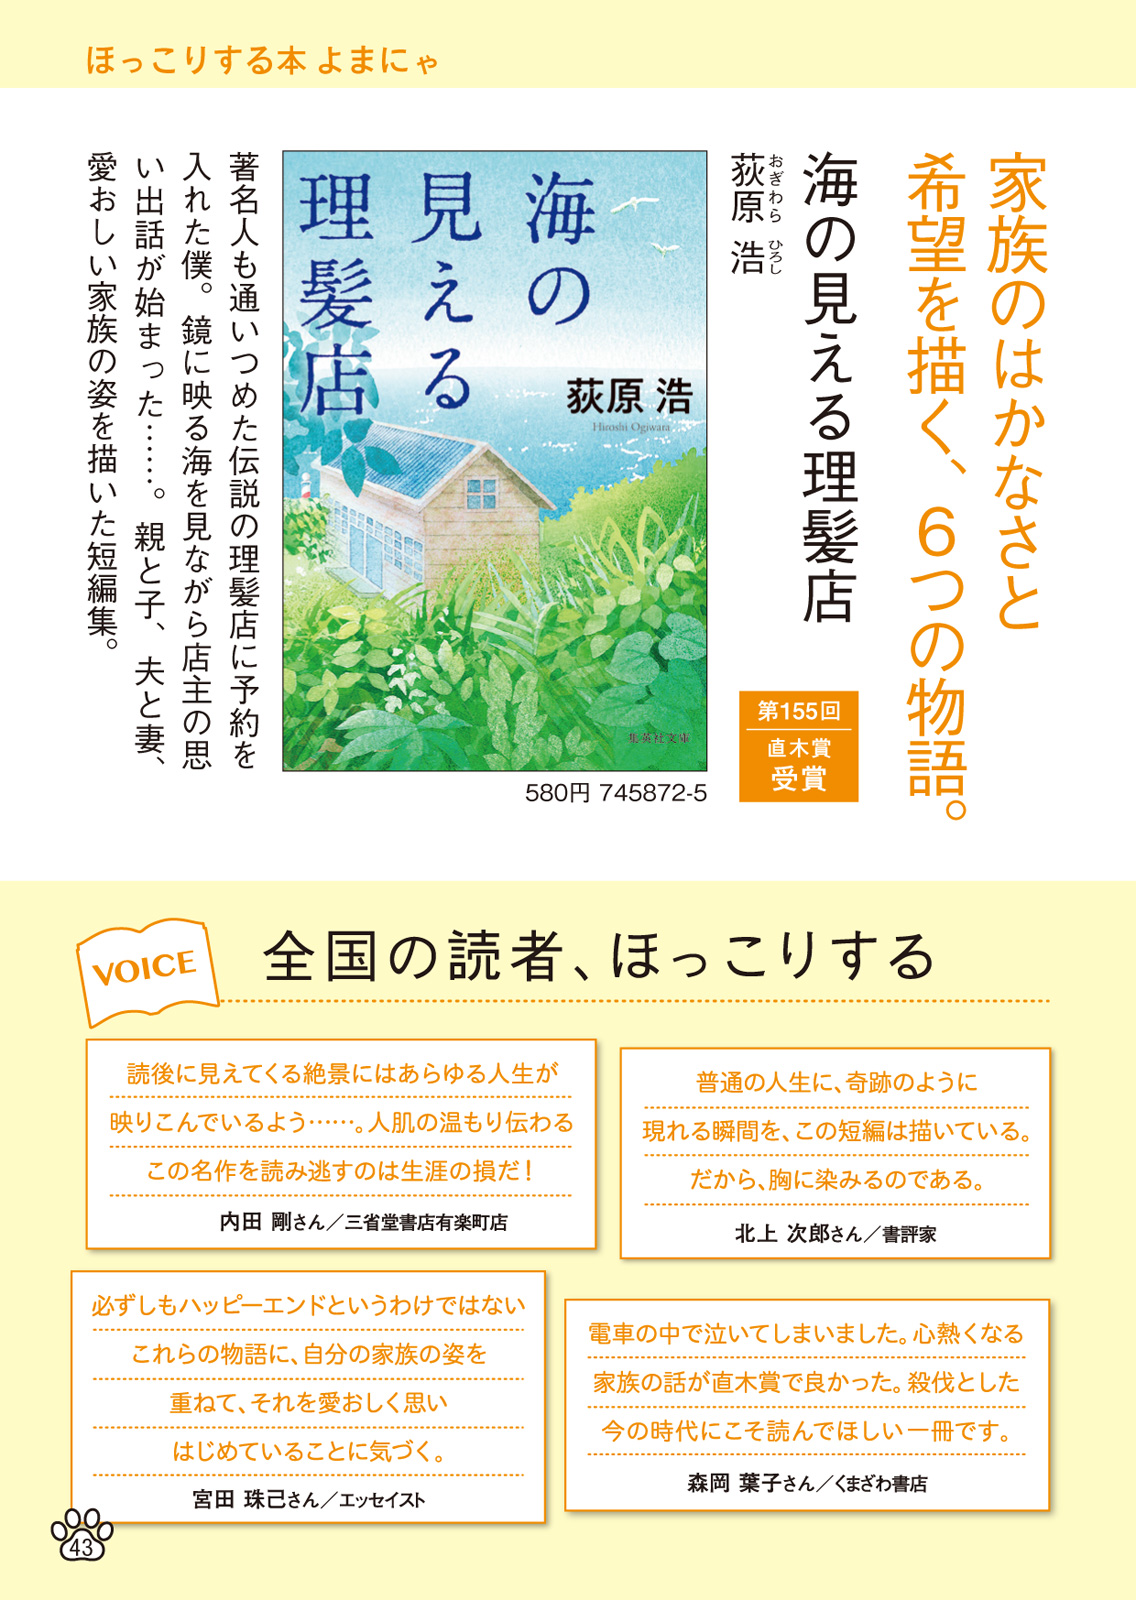 ほっこりする本 よまにゃ
家族のはかなさと
希望を描く、6つの物語。
海の見える理髪店
おぎわら ひろし
荻原 浩
第155回
直木賞
受賞
海の
見える
理髪店
荻原 浩
Hiroshi Ogiwara
集英社文庫
580円 745872-5
著名人も通いつめた伝説の理髪店に予約を
入れた僕。鏡に映る海を見ながら店主の思
い出話が始まった……。親と子、夫と妻、
愛おしい家族の姿を描いた短編集。
VOICE
全国の読者、ほっこりする
読後に見えてくる絶景にはあらゆる人生が
映りこんでいるよう……。人肌の温もり伝わる
この名作を読み逃すのは生涯の損だ！
内田 剛さん／三省堂書店有楽町店
普通の人生に、奇跡のように
現れる瞬間を、この短編は描いている。
だから、胸に染みるのである。
北上 次郎さん／書評家
必ずしもハッピーエンドというわけではない
これらの物語に、自分の家族の姿を
重ねて、それを愛おしく思い
はじめていることに気づく。
宮田 珠己さん／エッセイスト
電車の中で泣いてしまいました。心熱くなる
家族の話が直木賞で良かった。殺伐とした
今の時代にこそ読んでほしい一冊です。
森岡 葉子さん／くまざわ書店
43